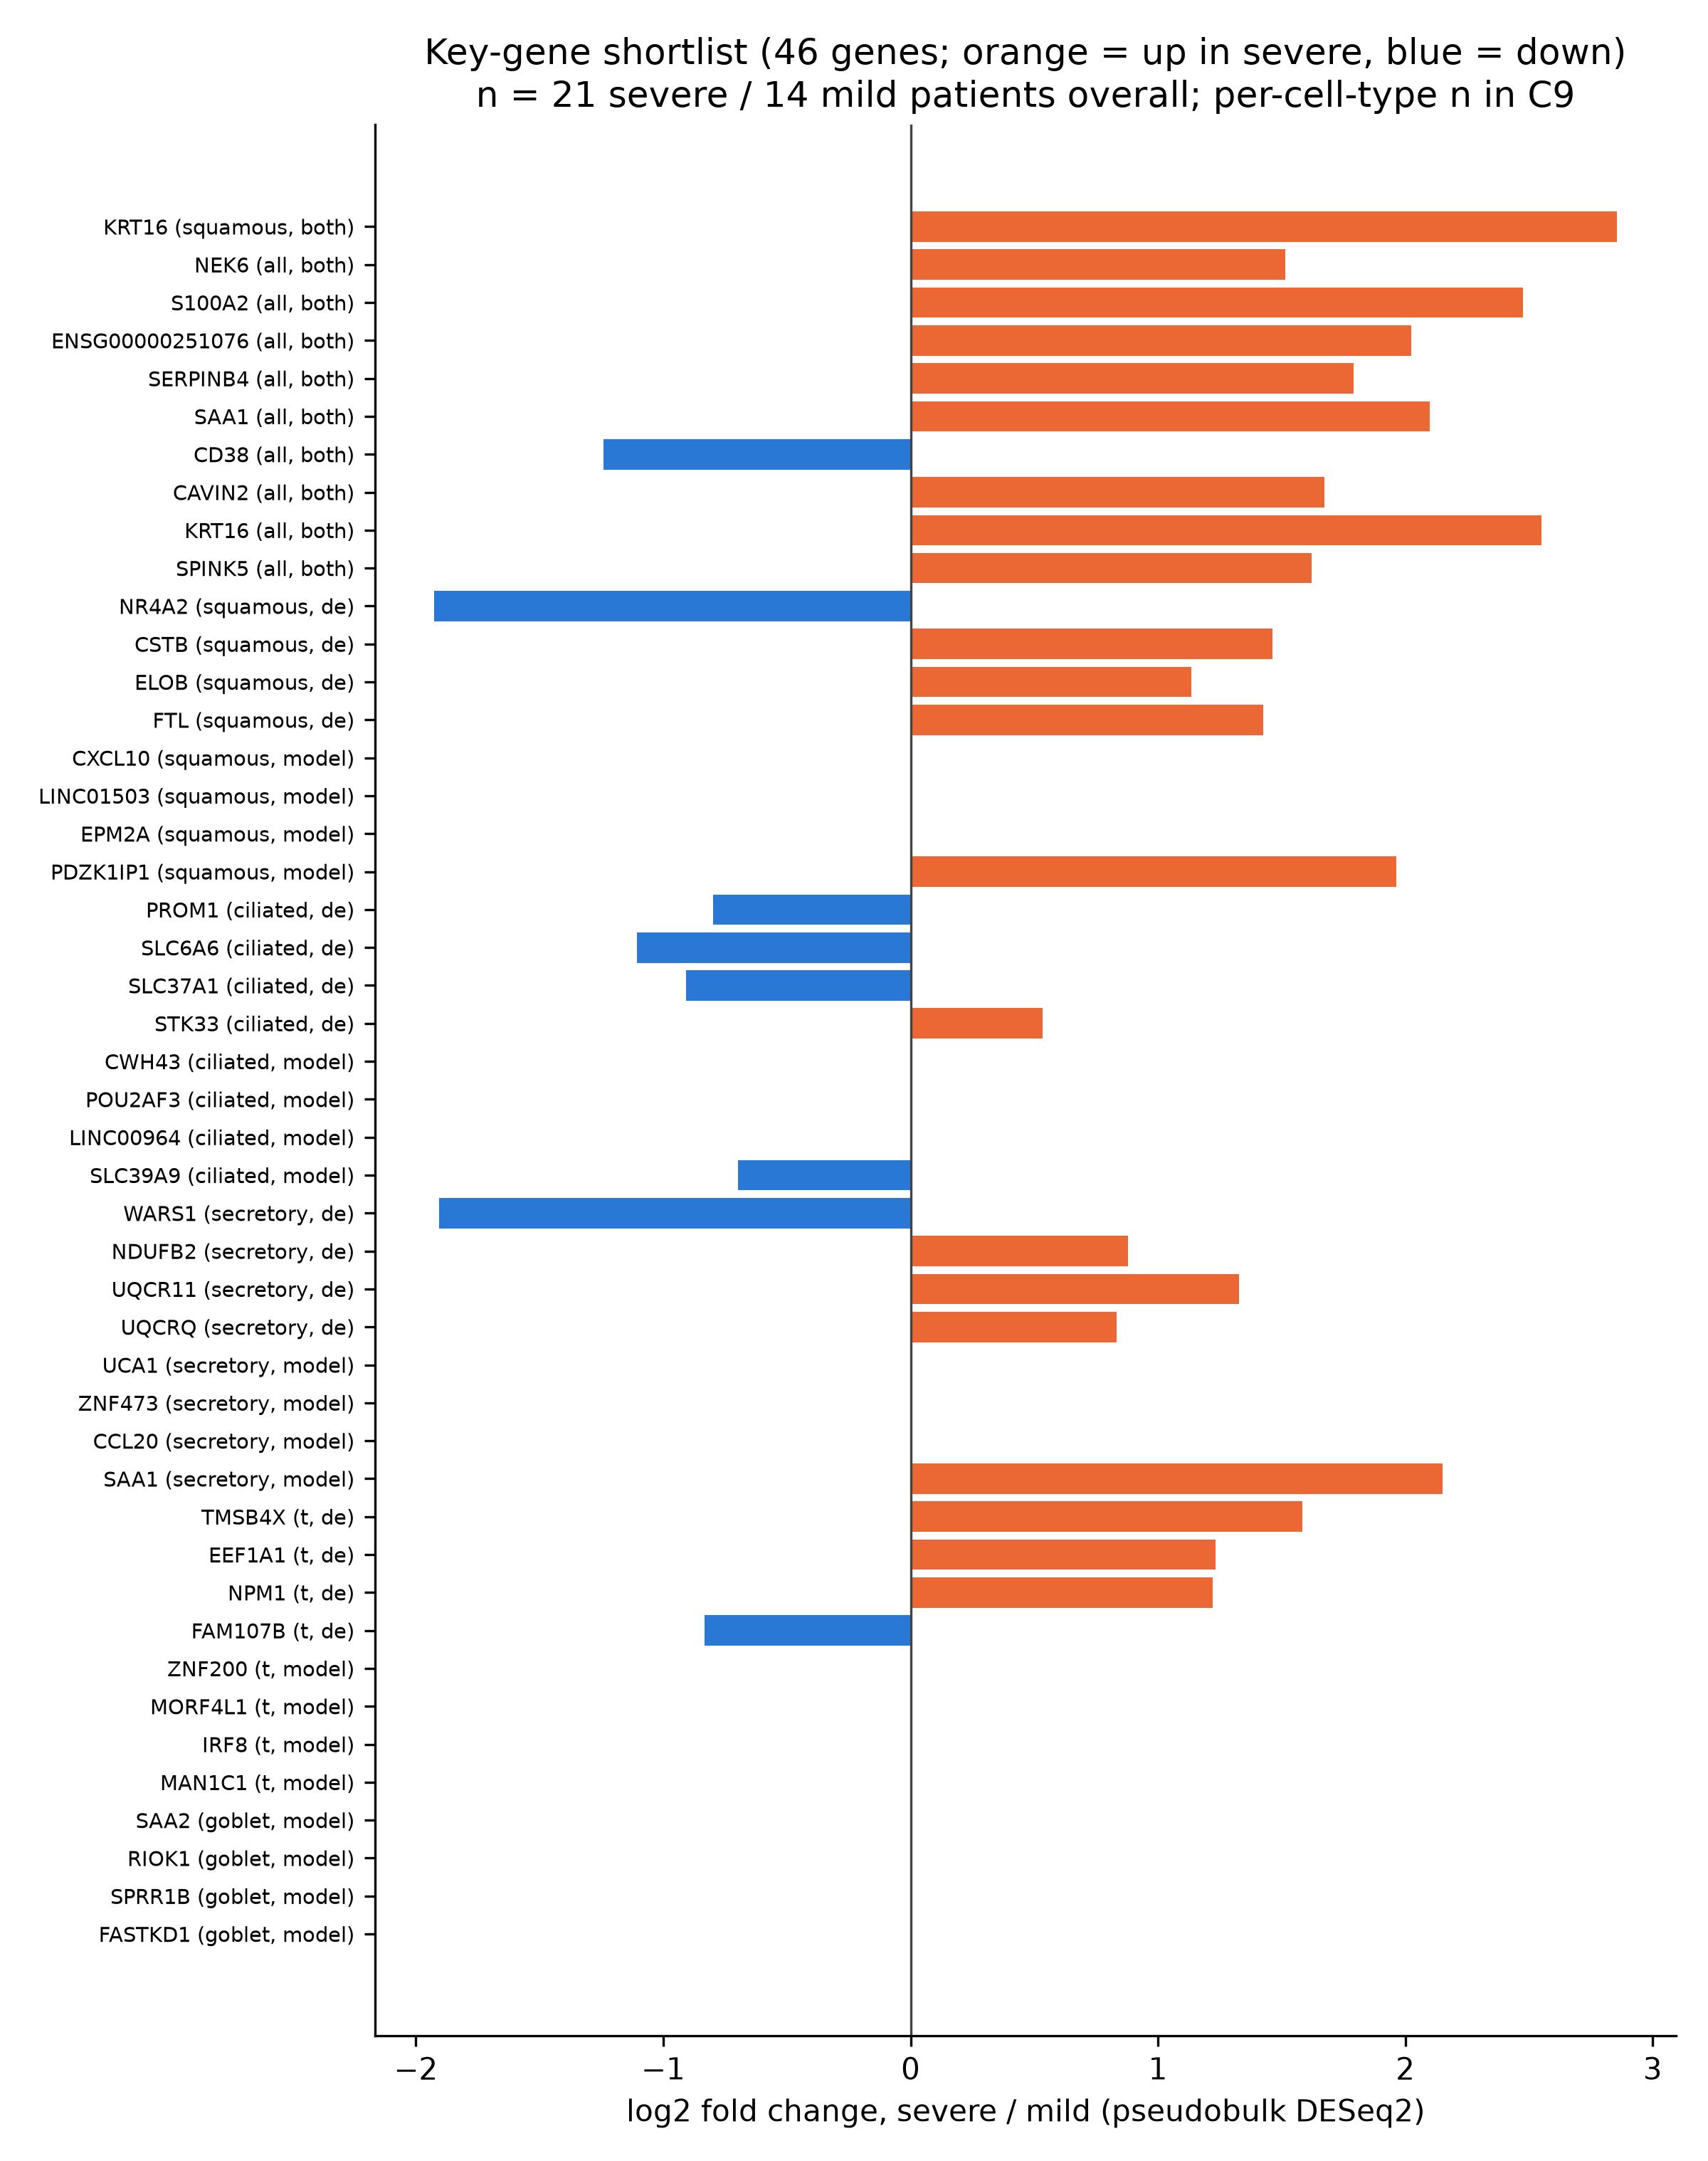 Key-gene shortlist (46 genes; orange = up in severe, blue = down)
n = 21 severe / 14 mild patients overall; per-cell-type n in C9
KRT16 (squamous, both)
NEK6 (all, both)
S100A2 (all, both)
ENSG00000251076 (all, both)
SERPINB4 (all, both)
SAA1 (all, both)
CD38 (all, both)
CAVIN2 (all, both)
KRT16 (all, both)
SPINK5 (all, both)
NR4A2 (squamous, de)
CSTB (squamous, de)
ELOB (squamous, de)
FTL (squamous, de)
CXCL10 (squamous, model)
LINC01503 (squamous, model)
EPM2A (squamous, model)
PDZK1IP1 (squamous, model)
PROM1 (ciliated, de)
SLC6A6 (ciliated, de)
SLC37A1 (ciliated, de)
STK33 (ciliated, de)
CWH43 (ciliated, model)
POU2AF3 (ciliated, model)
LINC00964 (ciliated, model)
SLC39A9 (ciliated, model)
WARS1 (secretory, de)
NDUFB2 (secretory, de)
UQCR11 (secretory, de)
UQCRQ (secretory, de)
UCA1 (secretory, model)
ZNF473 (secretory, model)
CCL20 (secretory, model)
SAA1 (secretory, model)
TMSB4X (t, de)
EEF1A1 (t, de)
NPM1 (t, de)
FAM107B (t, de)
ZNF200 (t, model)
MORF4L1 (t, model)
IRF8 (t, model)
MAN1C1 (t, model)
SAA2 (goblet, model)
RIOK1 (goblet, model)
SPRR1B (goblet, model)
FASTKD1 (goblet, model)
−2 −1 0 1 2 3
log2 fold change, severe / mild (pseudobulk DESeq2)